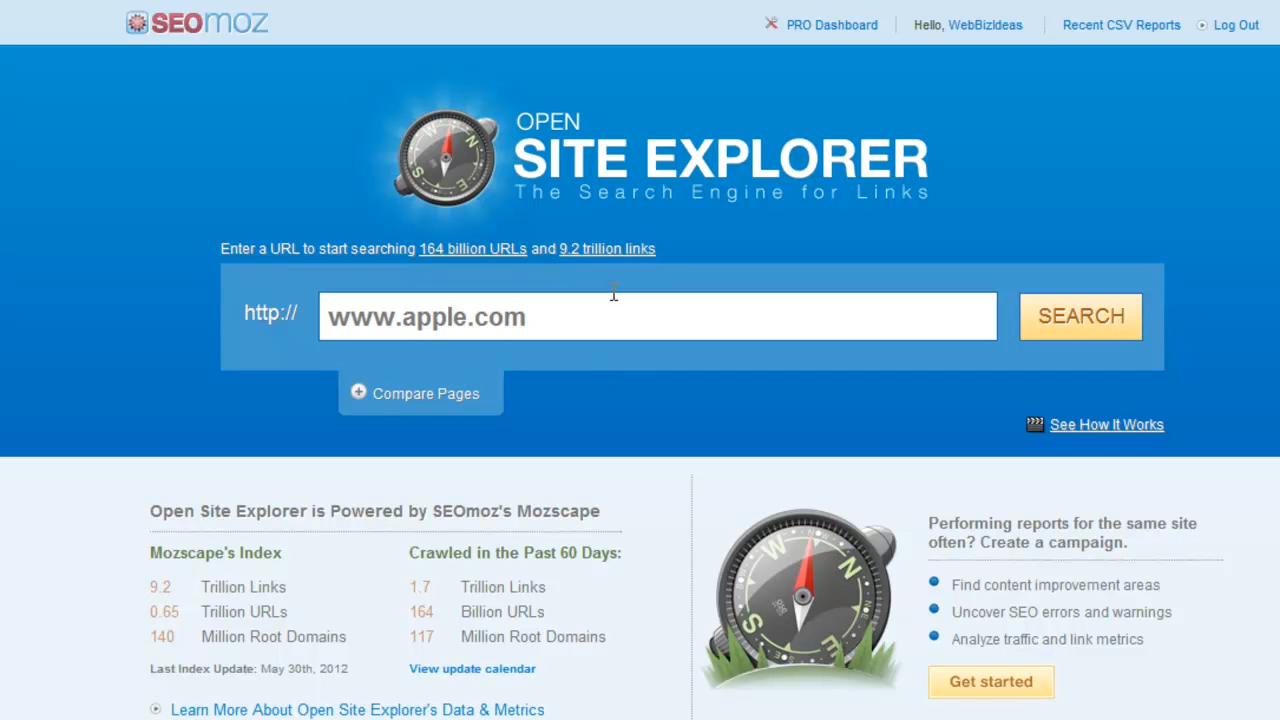 SEOmoz
PRO Dashboard
Hello, WebBizIdeas
Recent CSV Reports
Log Out
OPEN
SITE EXPLORER
The Search Engine for Links
Enter a URL to start searching 164 billion URLs and 9.2 trillion links
http://
www.apple.com
SEARCH
Compare Pages
See How It Works
Open Site Explorer is Powered by SEOmoz's Mozscape
Mozscape's Index
9.2 Trillion Links
0.65 Trillion URLs
140 Million Root Domains
Last Index Update: May 30th, 2012
Crawled in the Past 60 Days:
1.7 Trillion Links
164 Billion URLs
117 Million Root Domains
View update calendar
Learn More About Open Site Explorer's Data & Metrics
W N S E
W N S E
Performing reports for the same site
often? Create a campaign.
Find content improvement areas
Uncover SEO errors and warnings
Analyze traffic and link metrics
Get started